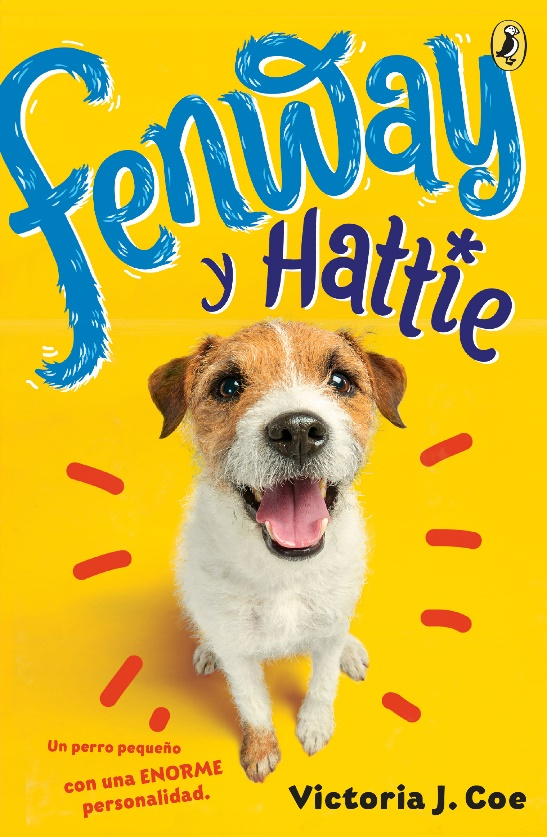 fenway
y Hattie
Un perro pequeño
con una ENORME
personalidad.
Victoria J. Coe